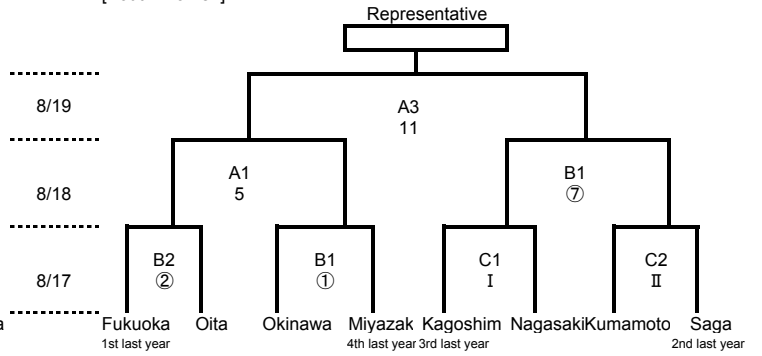 Representative
8/19
A3
11
8/18
A1
5
B1
⑦
8/17
B2
②
B1
①
C1
Ⅰ
C2
Ⅱ
a
Fukuoka Oita Okinawa Miyazak Kagoshim Nagasaki Kumamoto Saga
1st last year 4th last year 3rd last year 2nd last year